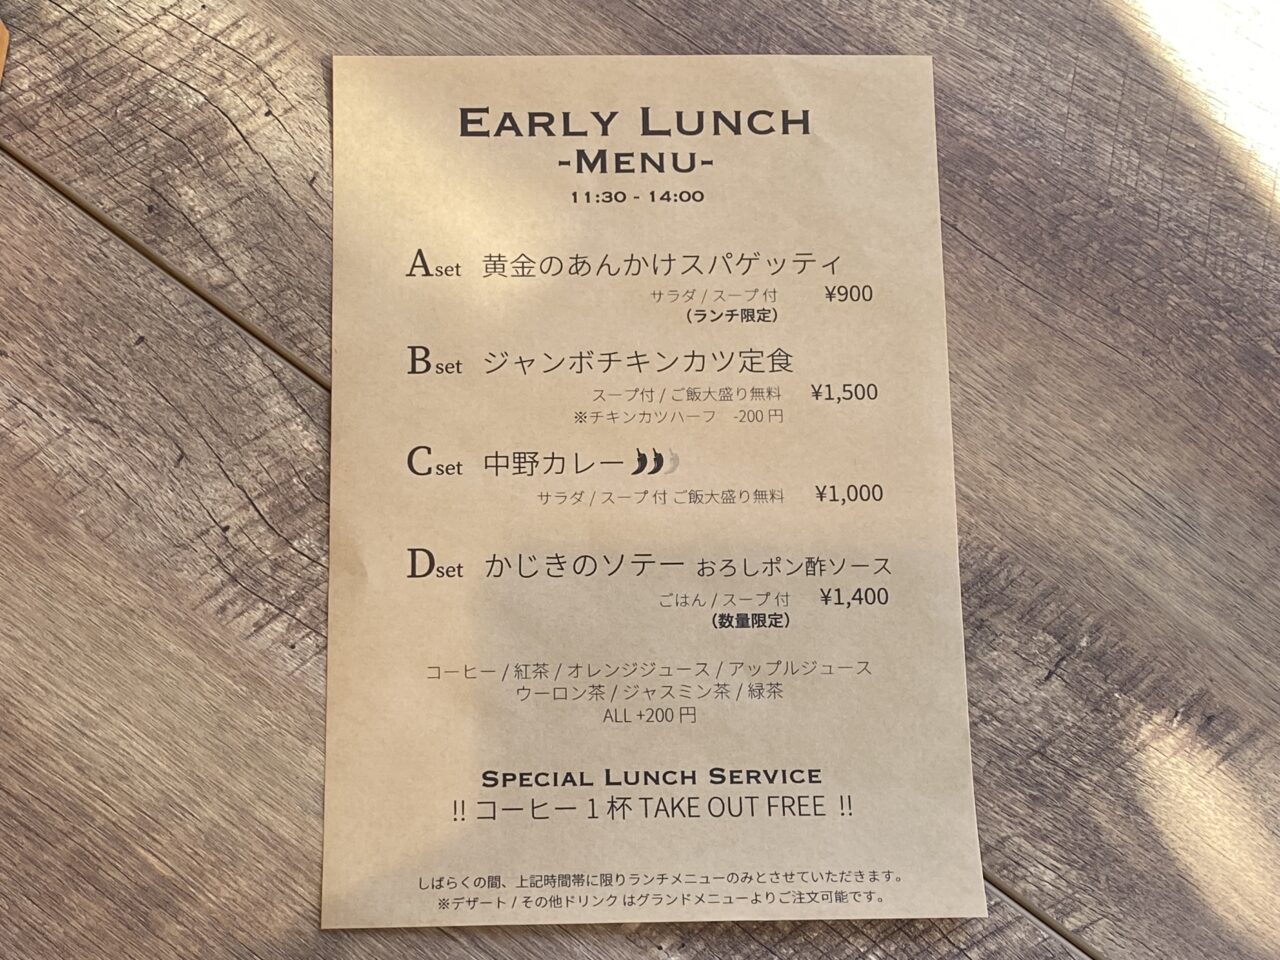 EARLY LUNCH
-MENU-
11:30 - 14:00
Aset 黄金のあんかけスパゲッティ
サラダ / スープ 付 ¥900
（ランチ限定）
Bset ジャンボチキンカツ定食
スープ付 / ご飯大盛り無料 ¥1,500
※チキンカツハーフ -200 円
Cset 中野カレー
サラダ / スープ 付 ご飯大盛り無料 ¥1,000
Dset かじきのソテー おろしポン酢ソース
ごはん / スープ 付 ¥1,400
（数量限定）
コーヒー / 紅茶 / オレンジジュース / アップルジュース
ウーロン茶 / ジャスミン茶 / 緑茶
ALL +200 円
SPECIAL LUNCH SERVICE
!! コーヒー 1 杯 TAKE OUT FREE !!
しばらくの間、上記時間帯に限りランチメニューのみとさせていただきます。
※デザート / その他ドリンク はグランドメニューよりご注文可能です。